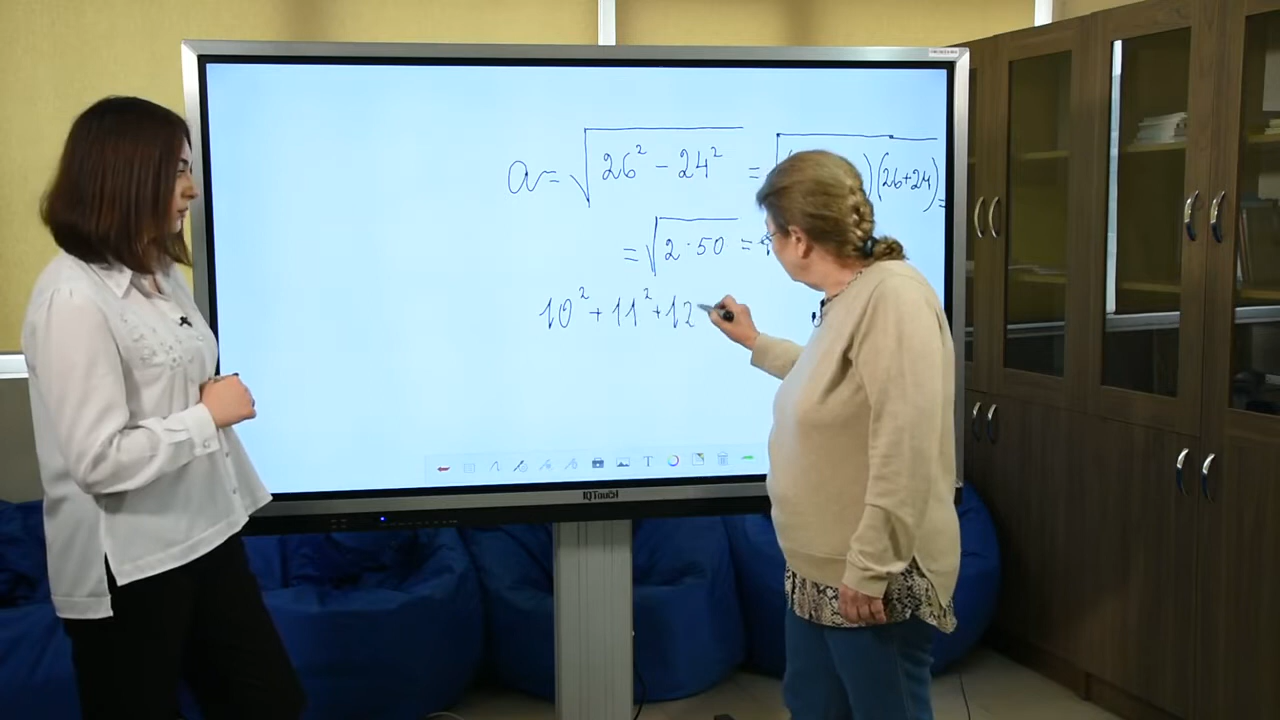 a = √26² - 24² = )(26+24) =
= √2 · 50 =
10² + 11² + 12
T
IQTouch